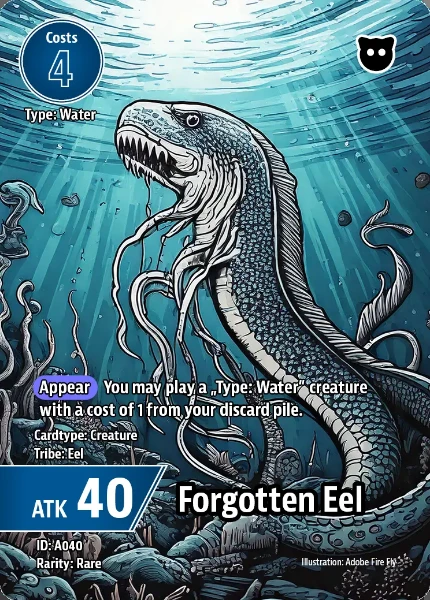 Costs
4
Type: Water
Appear You may play a „Type: Water” creature
with a cost of 1 from your discard pile.
Cardtype: Creature
Tribe: Eel
ATK 40
Forgotten Eel
ID: A040
Rarity: Rare
Illustration: Adobe Fire Fly